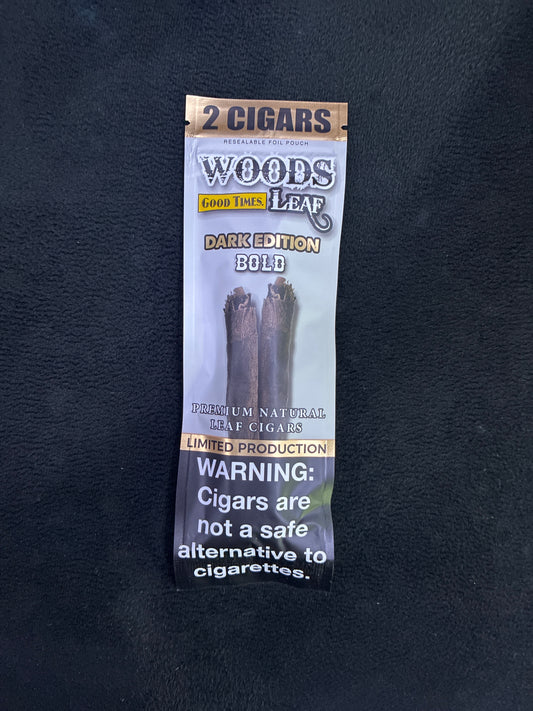 2 CIGARS
RESEALABLE FOIL POUCH
WOODS
GOOD TIMES. LEAF
DARK EDITION
BOLD
PREMIUM NATURAL
LEAF CIGARS
LIMITED PRODUCTION
WARNING:
Cigars are
not a safe
alternative to
cigarettes.